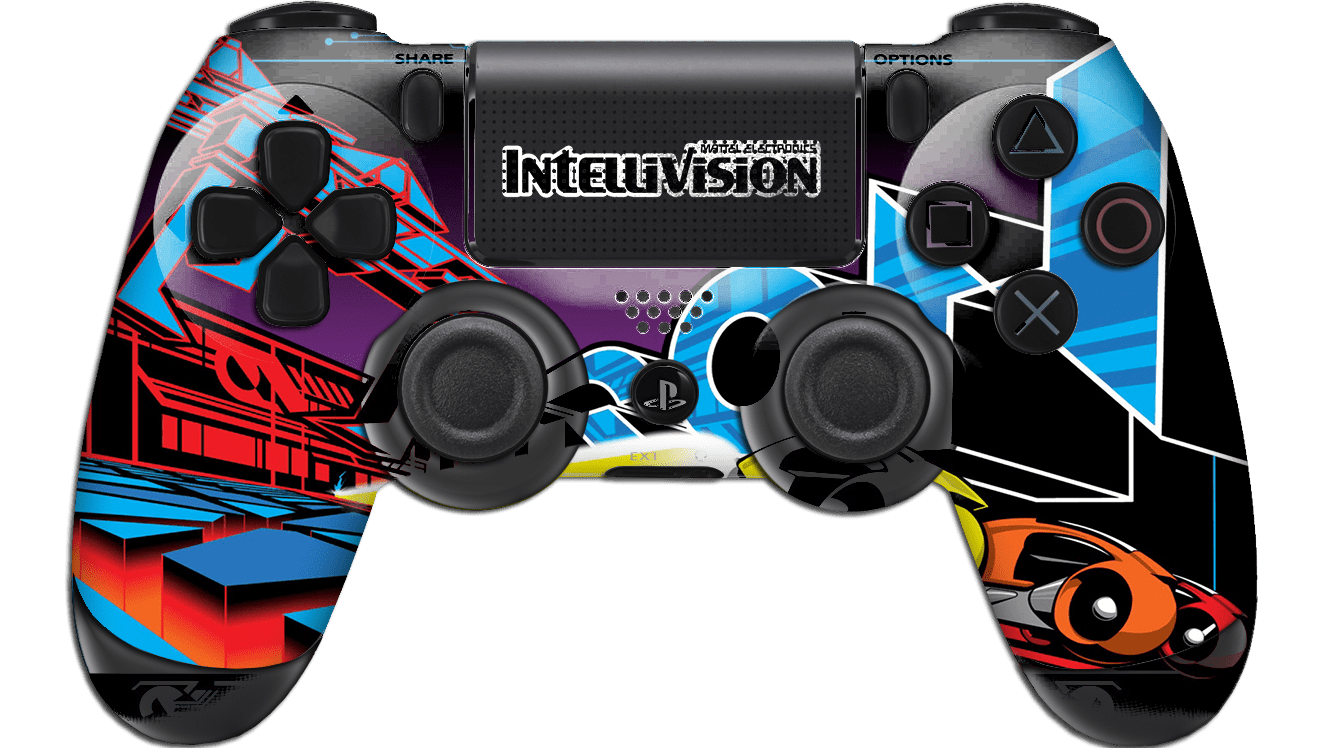 SHARE
OPTIONS
MATTEL ELECTRONICS
INTELLIVISION
EXT